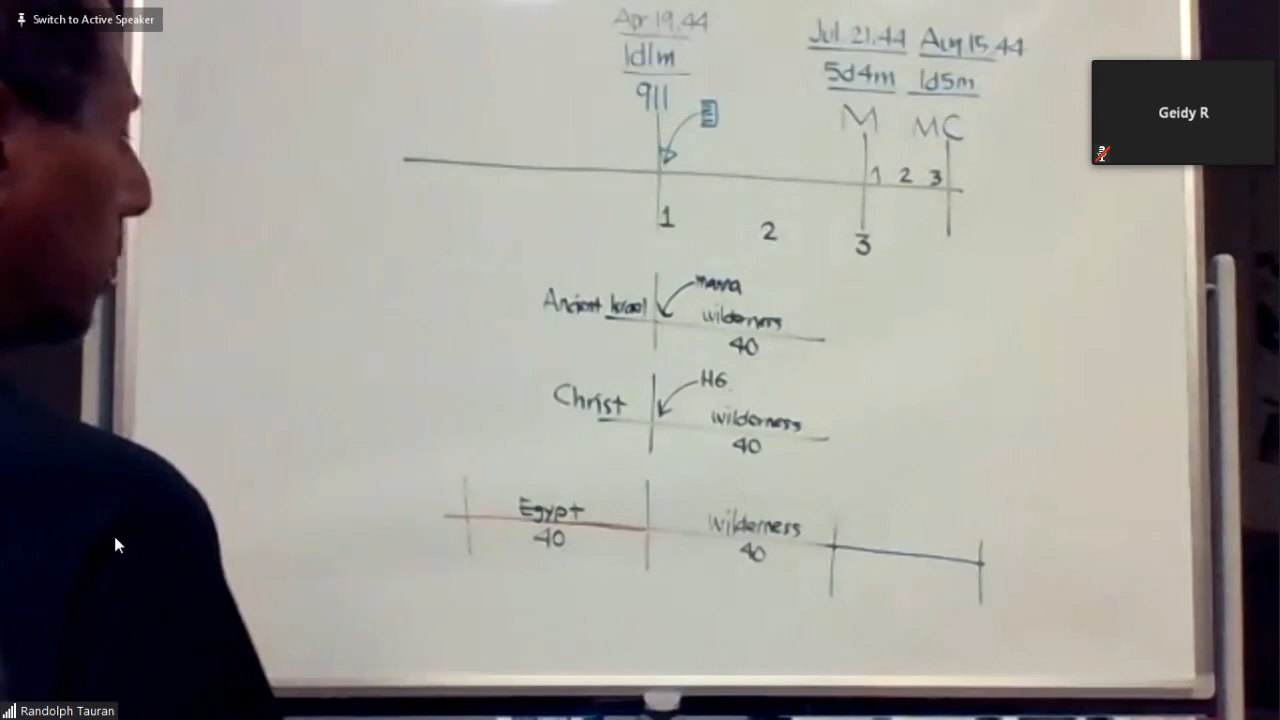 Switch to Active Speaker
Apr 19.44
Jul. 21.44 Aug 15.44
1d1m
5d4m 1d5m
911
M MC
Geidy R
1 2 3
1 2 3
manna
Ancient Israel wilderness
40
HG
Christ wilderness
40
Egypt Wilderness
40 40
Randolph Tauran